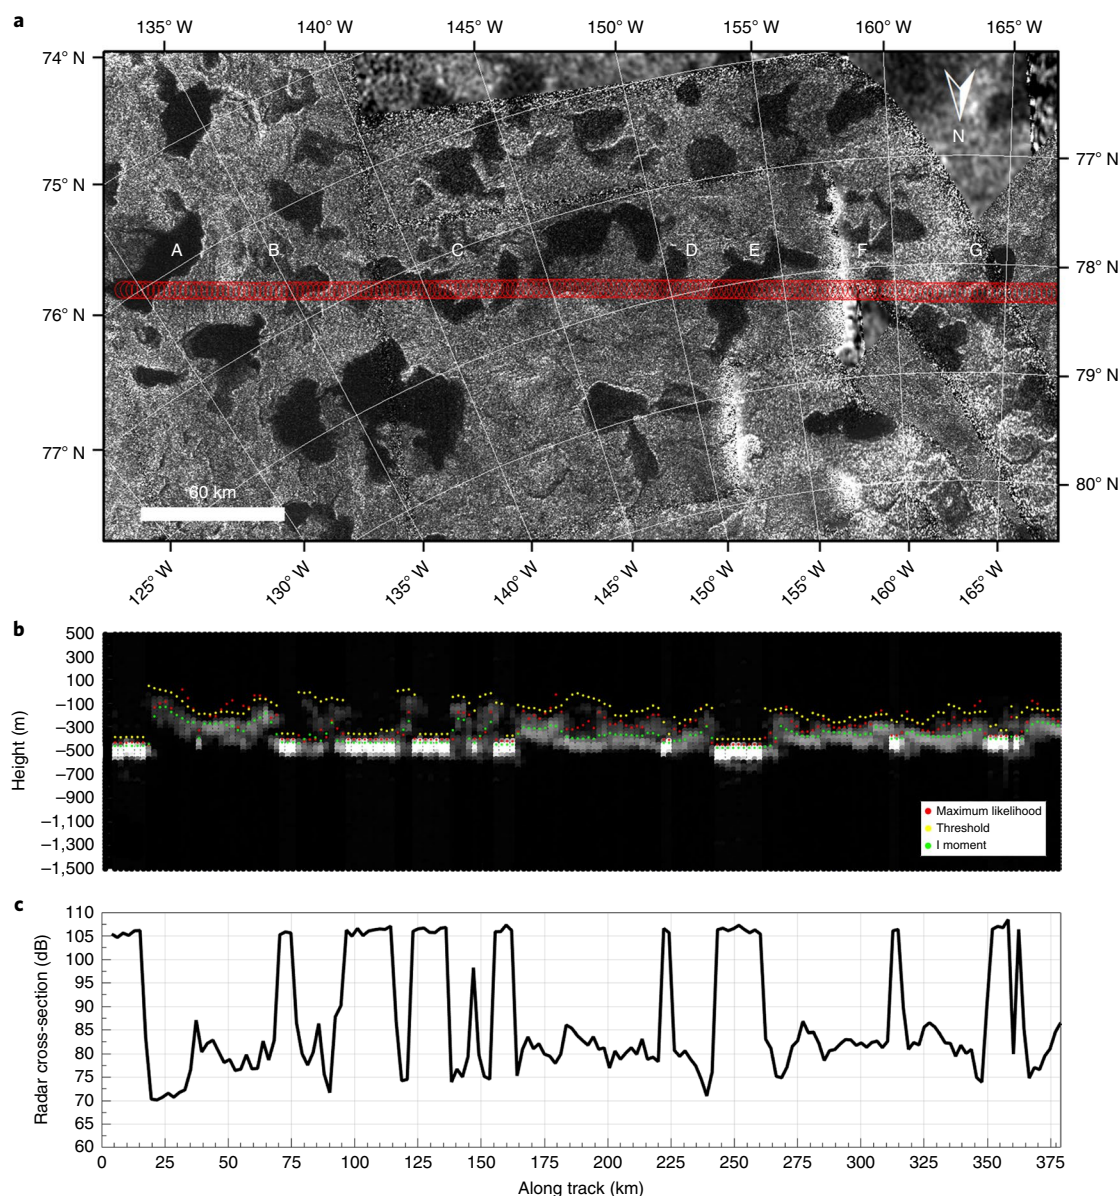 a
135° W 140° W 145° W 150° W 155° W 160° W 165° W
74° N
75° N
76° N
77° N
77° N
78° N
79° N
80° N
N
A B C D E F G
60 km
125° W 130° W 135° W 140° W 145° W 150° W 155° W 160° W 165° W
b
Height (m)
500
300
100
–100
–300
–500
–700
–900
–1,100
–1,300
–1,500
Maximum likelihood
Threshold
I moment
c
Radar cross-section (dB)
110
105
100
95
90
85
80
75
70
65
60
0 25 50 75 100 125 150 175 200 225 250 275 300 325 350 375
Along track (km)